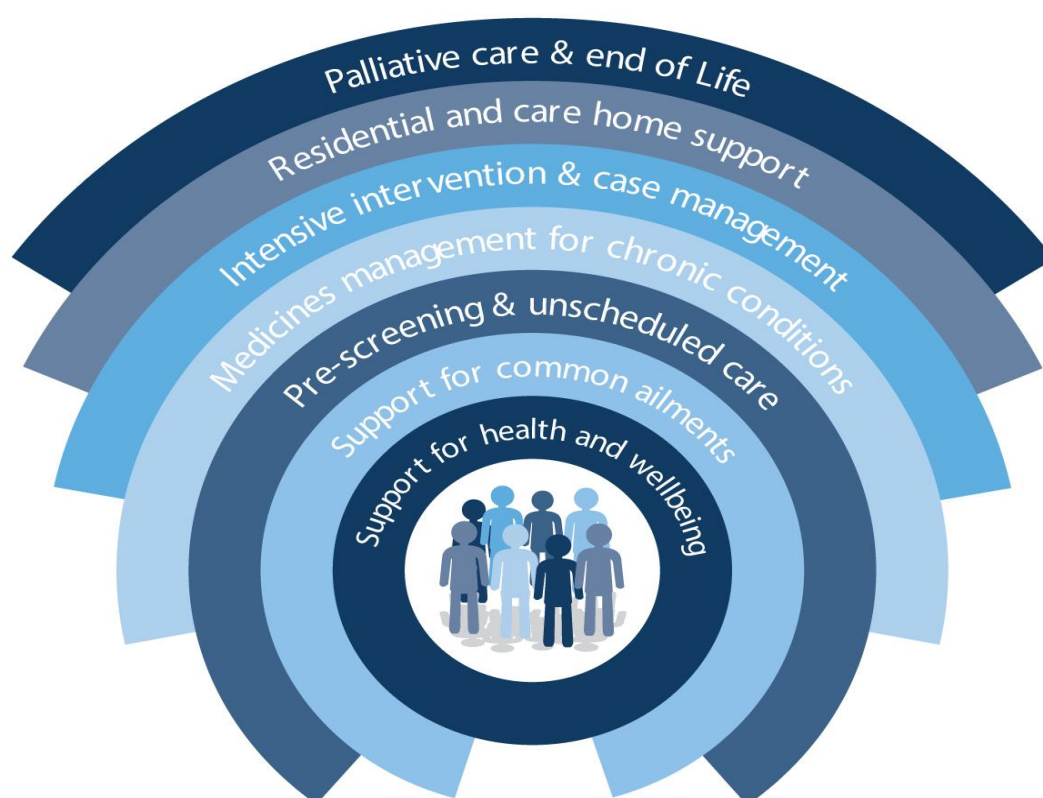 Palliative care & end of Life
Residential and care home support
Intensive intervention & case management
Medicines management for chronic conditions
Pre-screening & unscheduled care
Support for common ailments
Support for health and wellbeing